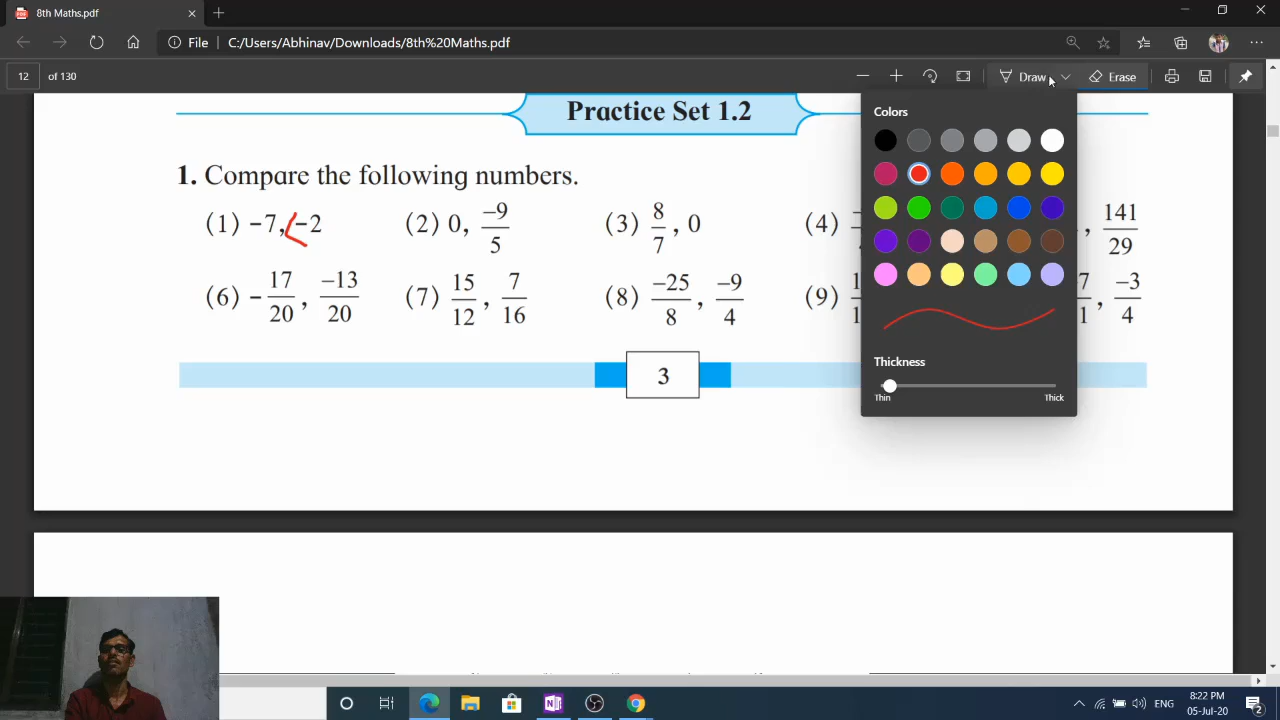 8th Maths.pdf
File | C:/Users/Abhinav/Downloads/8th%20Maths.pdf
12 of 130 Draw Erase
Practice Set 1.2
Colors
1. Compare the following numbers.
(1) −7, < −2 (2) 0, −9/5 (3) 8/7, 0 (4) , 141/29
(6) −17/20, −13/20 (7) 15/12, 7/16 (8) −25/8, −9/4 (9) −3/4
Thickness
Thin Thick
3
8:22 PM
ENG
05-Jul-20
2